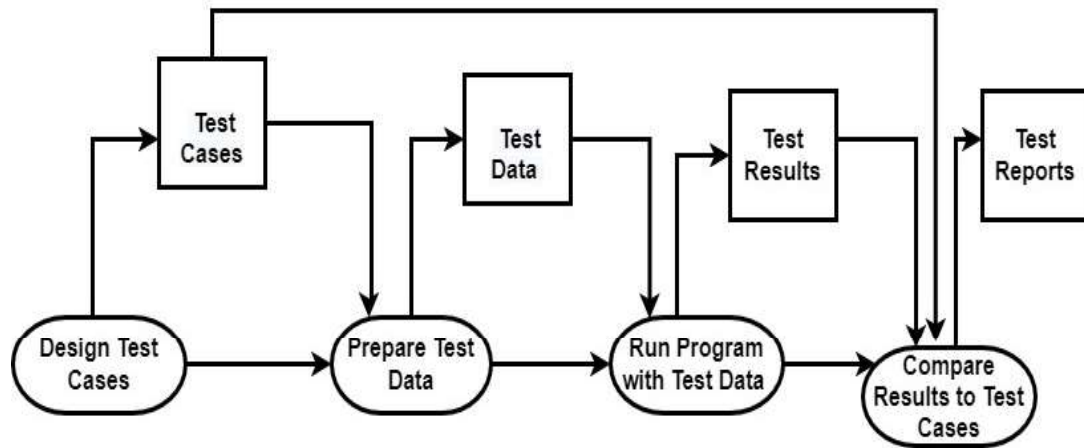 Test
Cases
Test
Data
Test
Results
Test
Reports
Design Test
Cases
Prepare Test
Data
Run Program
with Test Data
Compare
Results to Test
Cases